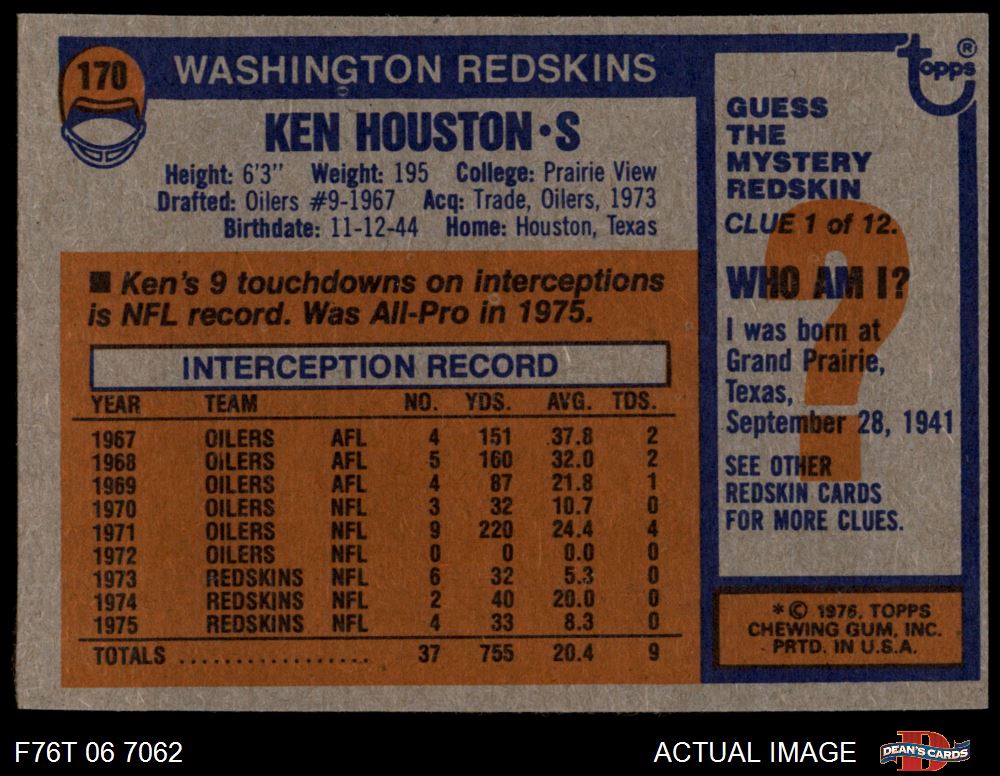 170
WASHINGTON REDSKINS
KEN HOUSTON•S
Height: 6'3" Weight: 195 College: Prairie View
Drafted: Oilers #9-1967 Acq: Trade, Oilers, 1973
Birthdate: 11-12-44 Home: Houston, Texas
■ Ken's 9 touchdowns on interceptions
is NFL record. Was All-Pro in 1975.
INTERCEPTION RECORD
YEAR TEAM NO. YDS. AVG. TDS.
1967 OILERS AFL 4 151 37.8 2
1968 OILERS AFL 5 160 32.0 2
1969 OILERS AFL 4 87 21.8 1
1970 OILERS NFL 3 32 10.7 0
1971 OILERS NFL 9 220 24.4 4
1972 OILERS NFL 0 0 0.0 0
1973 REDSKINS NFL 6 32 5.3 0
1974 REDSKINS NFL 2 40 20.0 0
1975 REDSKINS NFL 4 33 8.3 0
TOTALS .................. 37 755 20.4 9
topps ®
GUESS
THE
MYSTERY
REDSKIN
CLUE 1 of 12.
?
WHO AM I?
I was born at
Grand Prairie,
Texas,
September 28, 1941
SEE OTHER
REDSKIN CARDS
FOR MORE CLUES.
* © 1976, TOPPS
CHEWING GUM, INC.
PRTD. IN U.S.A.
F76T 06 7062
ACTUAL IMAGE
D
DEAN'S CARDS